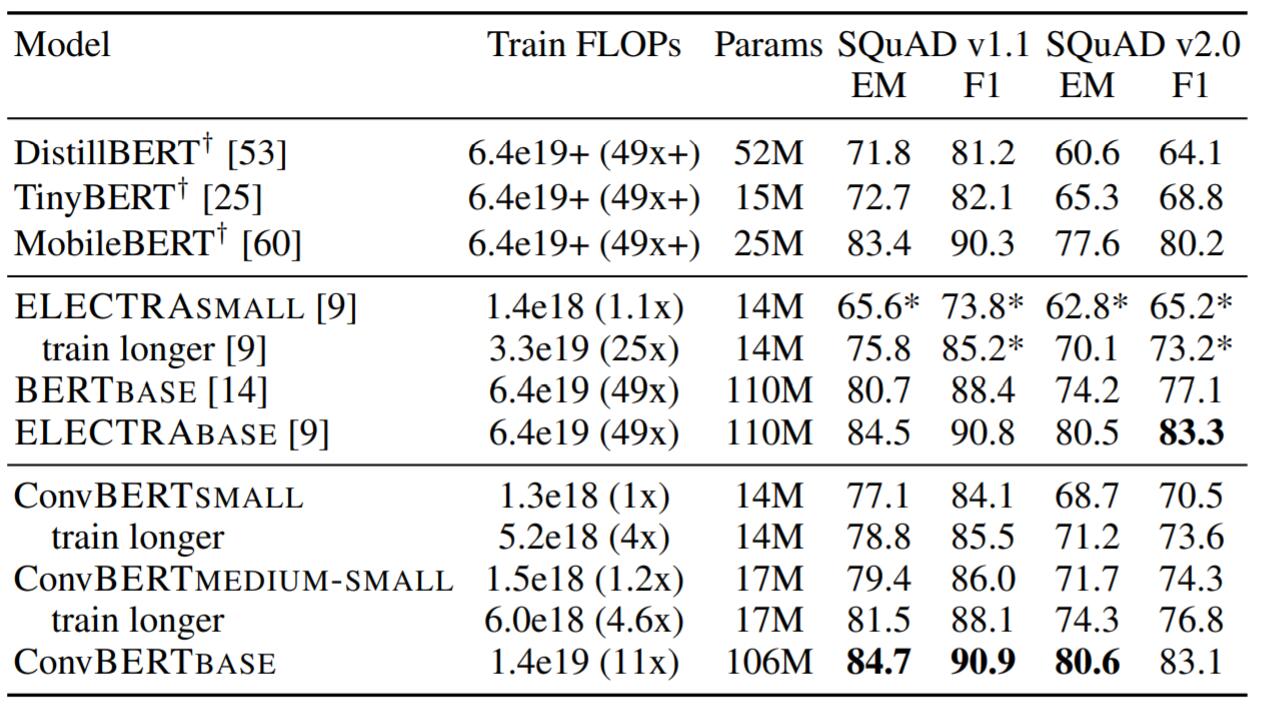 Model Train FLOPs Params SQuAD v1.1 SQuAD v2.0
EM F1 EM F1
DistillBERT† [53] 6.4e19+ (49x+) 52M 71.8 81.2 60.6 64.1
TinyBERT† [25] 6.4e19+ (49x+) 15M 72.7 82.1 65.3 68.8
MobileBERT† [60] 6.4e19+ (49x+) 25M 83.4 90.3 77.6 80.2
ELECTRASMALL [9] 1.4e18 (1.1x) 14M 65.6* 73.8* 62.8* 65.2*
train longer [9] 3.3e19 (25x) 14M 75.8 85.2* 70.1 73.2*
BERTBASE [14] 6.4e19 (49x) 110M 80.7 88.4 74.2 77.1
ELECTRABASE [9] 6.4e19 (49x) 110M 84.5 90.8 80.5 83.3
ConvBERTSMALL 1.3e18 (1x) 14M 77.1 84.1 68.7 70.5
train longer 5.2e18 (4x) 14M 78.8 85.5 71.2 73.6
ConvBERTMEDIUM-SMALL 1.5e18 (1.2x) 17M 79.4 86.0 71.7 74.3
train longer 6.0e18 (4.6x) 17M 81.5 88.1 74.3 76.8
ConvBERTBASE 1.4e19 (11x) 106M 84.7 90.9 80.6 83.1